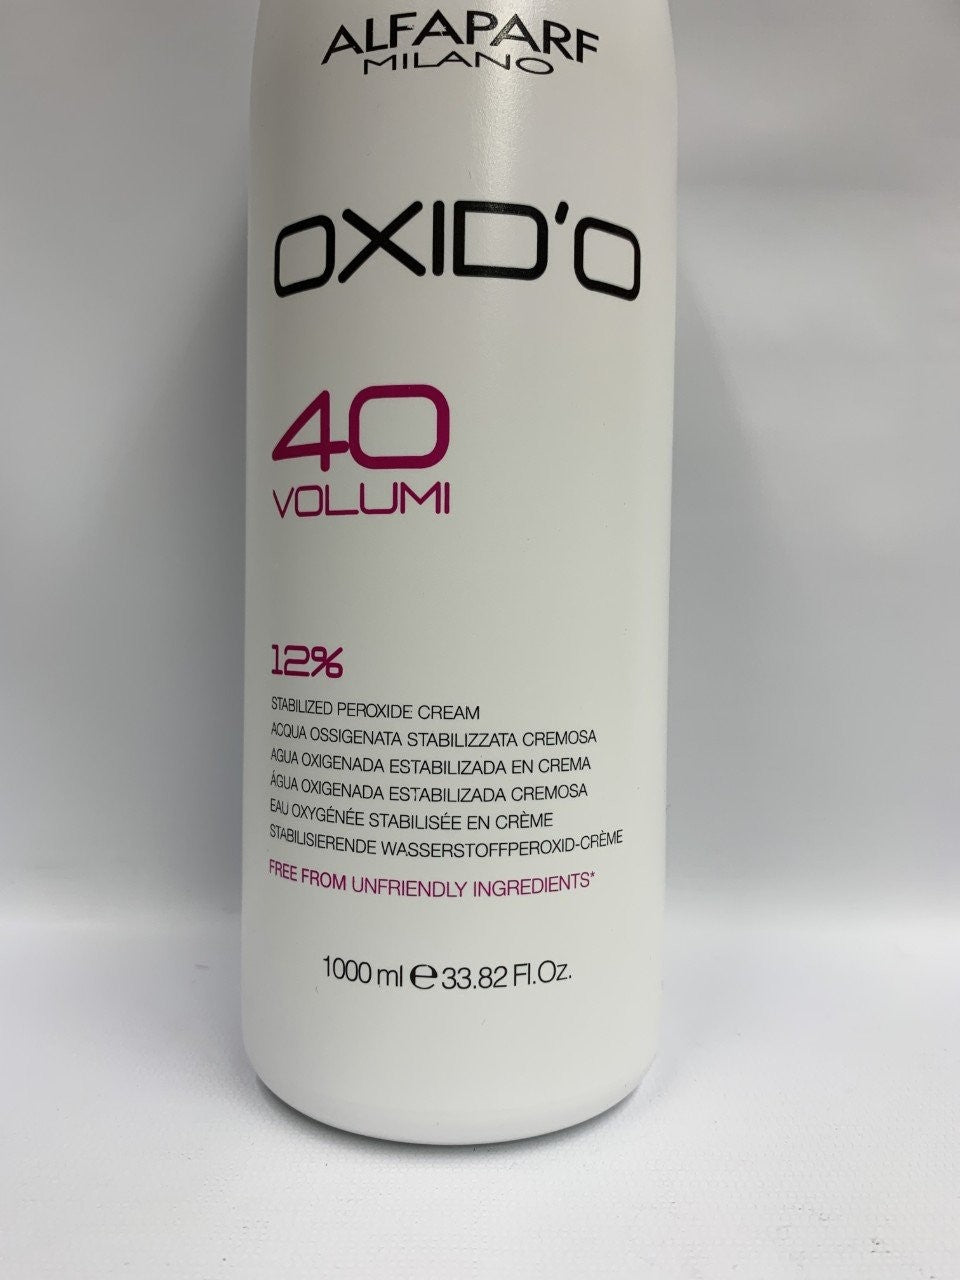 ALFAPARF
MILANO
OXID'O
40
VOLUMI
12%
STABILIZED PEROXIDE CREAM
ACQUA OSSIGENATA STABILIZZATA CREMOSA
AGUA OXIGENADA ESTABILIZADA EN CREMA
ÁGUA OXIGENADA ESTABILIZADA CREMOSA
EAU OXYGÉNÉE STABILISÉE EN CRÈME
STABILISIERENDE WASSERSTOFFPEROXID-CRÈME
FREE FROM UNFRIENDLY INGREDIENTS*
1000 ml ℮ 33.82 Fl.Oz.